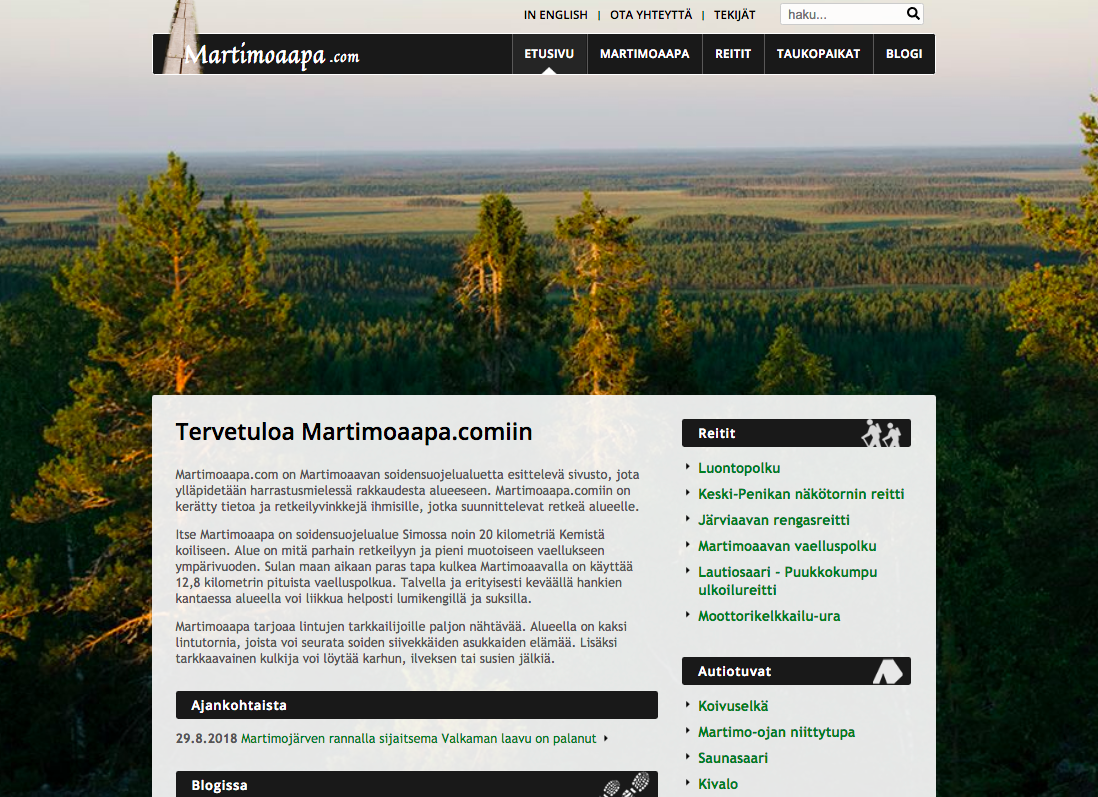 IN ENGLISH | OTA YHTEYTTÄ | TEKIJÄT
haku...
Martimoaapa.com
ETUSIVU
MARTIMOAAPA
REITIT
TAUKOPAIKAT
BLOGI
Tervetuloa Martimoaapa.comiin
Martimoaapa.com on Martimoaavan soidensuojelualuetta esittelevä sivusto, jota
ylläpidetään harrastusmielessä rakkaudesta alueeseen. Martimoaapa.comiin on
kerätty tietoa ja retkeilyvinkkejä ihmisille, jotka suunnittelevat retkeä alueelle.
Itse Martimoaapa on soidensuojelualue Simossa noin 20 kilometriä Kemistä
koiliseen. Alue on mitä parhain retkeilyyn ja pieni muotoiseen vaellukseen
ympärivuoden. Sulan maan aikaan paras tapa kulkea Martimoaavalla on käyttää
12,8 kilometrin pituista vaelluspolkua. Talvella ja erityisesti keväällä hankien
kantaessa alueella voi liikkua helposti lumikengillä ja suksilla.
Martimoaapa tarjoaa lintujen tarkkailijoille paljon nähtävää. Alueella on kaksi
lintutornia, joista voi seurata soiden siivekkäiden asukkaiden elämää. Lisäksi
tarkkaavainen kulkija voi löytää karhun, ilveksen tai susien jälkiä.
Ajankohtaista
29.8.2018 Martimojärven rannalla sijaitsema Valkaman laavu on palanut
Blogissa
Reitit
Luontopolku
Keski-Penikan näkötornin reitti
Järviaavan rengasreitti
Martimoaavan vaelluspolku
Lautiosaari - Puukkokumpu
ulkoilureitti
Moottorikelkkailu-ura
Autiotuvat
Koivuselkä
Martimo-ojan niittytupa
Saunasaari
Kivalo